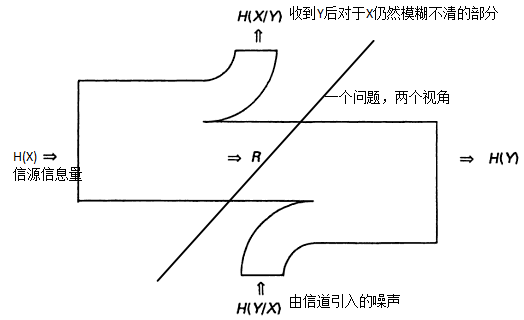 H(X/Y) 收到Y后对于X仍然模糊不清的部分
⇑
一个问题，两个视角
H(X) ⇒
信源信息量
⇒ R
⇒ H(Y)
⇑
H(Y/X) 由信道引入的噪声